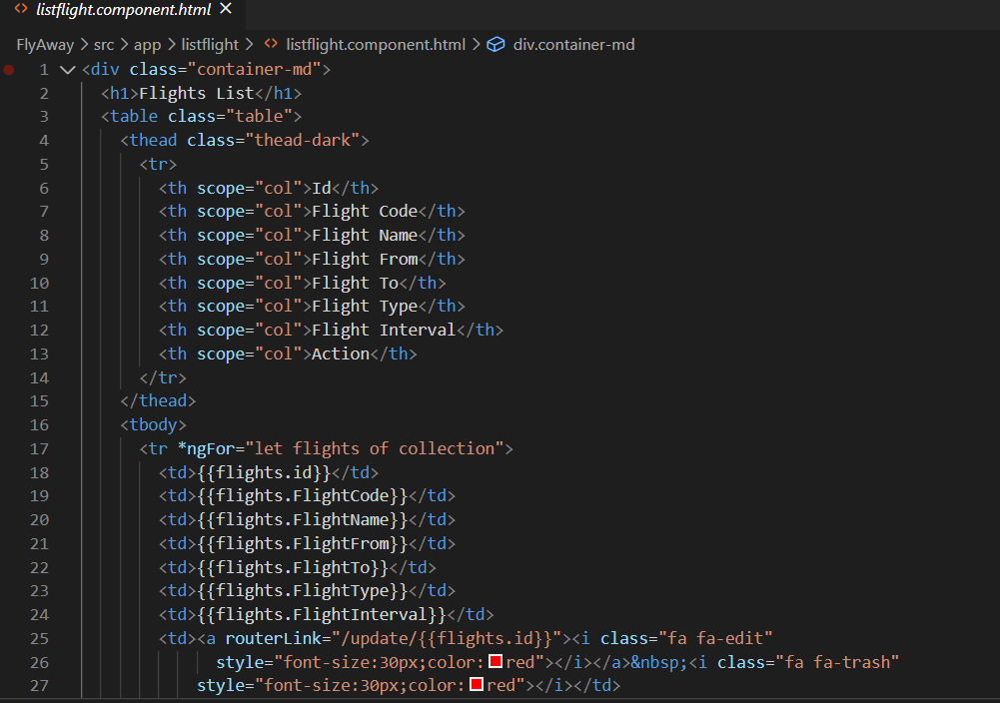 <> listflight.component.html ×
FlyAway > src > app > listflight > <> listflight.component.html > div.container-md
1 <div class="container-md">
2 <h1>Flights List</h1>
3 <table class="table">
4 <thead class="thead-dark">
5 <tr>
6 <th scope="col">Id</th>
7 <th scope="col">Flight Code</th>
8 <th scope="col">Flight Name</th>
9 <th scope="col">Flight From</th>
10 <th scope="col">Flight To</th>
11 <th scope="col">Flight Type</th>
12 <th scope="col">Flight Interval</th>
13 <th scope="col">Action</th>
14 </tr>
15 </thead>
16 <tbody>
17 <tr *ngFor="let flights of collection">
18 <td>{{flights.id}}</td>
19 <td>{{flights.FlightCode}}</td>
20 <td>{{flights.FlightName}}</td>
21 <td>{{flights.FlightFrom}}</td>
22 <td>{{flights.FlightTo}}</td>
23 <td>{{flights.FlightType}}</td>
24 <td>{{flights.FlightInterval}}</td>
25 <td><a routerLink="/update/{{flights.id}}"><i class="fa fa-edit"
26 style="font-size:30px;color:red"></i></a>&nbsp;<i class="fa fa-trash"
27 style="font-size:30px;color:red"></i></td>